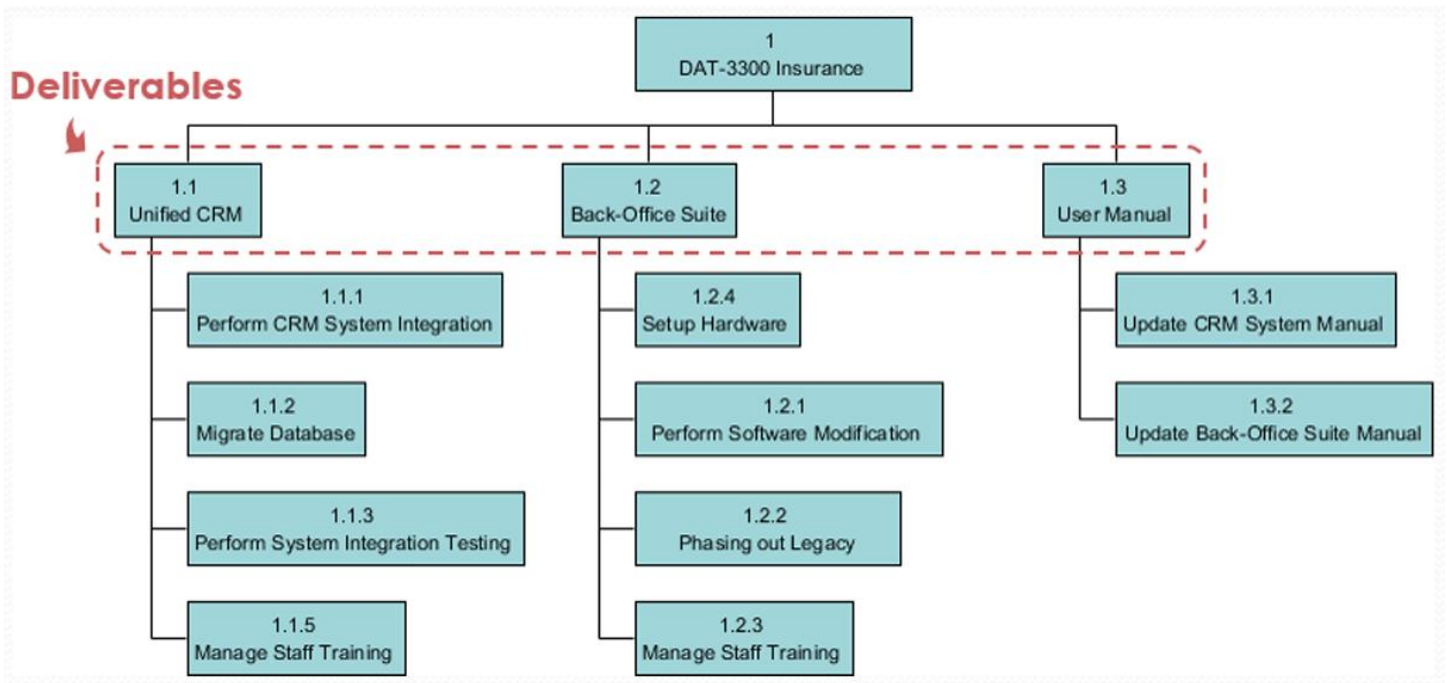 1
DAT-3300 Insurance
Deliverables
1.1
Unified CRM
1.2
Back-Office Suite
1.3
User Manual
1.1.1
Perform CRM System Integration
1.1.2
Migrate Database
1.1.3
Perform System Integration Testing
1.1.5
Manage Staff Training
1.2.4
Setup Hardware
1.2.1
Perform Software Modification
1.2.2
Phasing out Legacy
1.2.3
Manage Staff Training
1.3.1
Update CRM System Manual
1.3.2
Update Back-Office Suite Manual